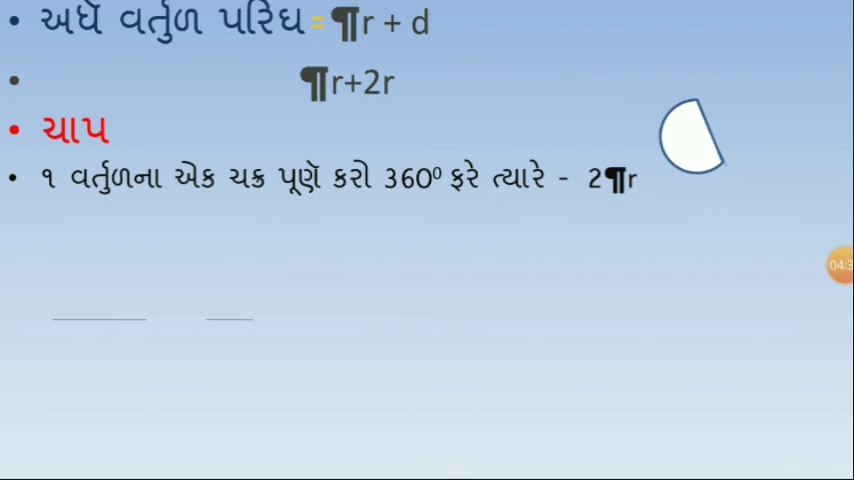 • અર્ધ વર્તુળ પરિઘ = ¶r + d
• ¶r+2r
• ચાપ
• ૧ વર્તુળના એક ચક્ર પૂર્ણ કરો 360⁰ ફરે ત્યારે - 2¶r